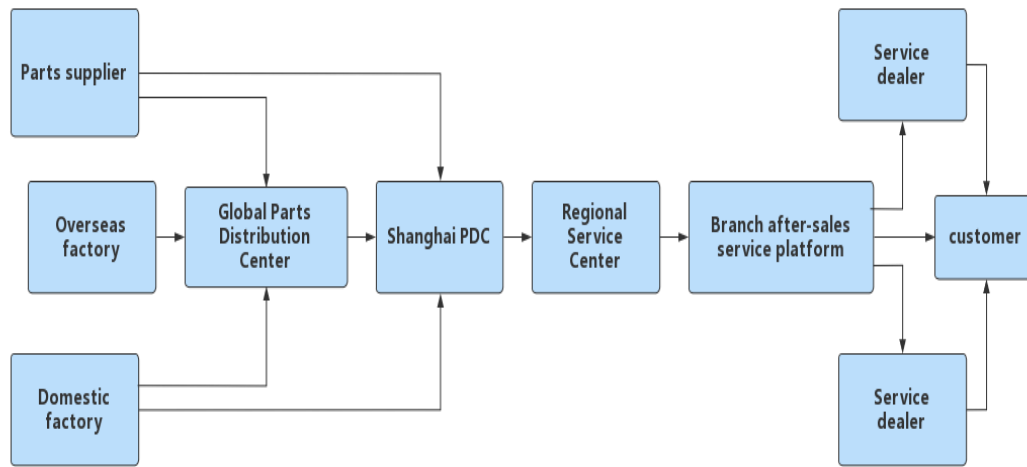 Parts supplier
Service
dealer
Overseas
factory
Global Parts
Distribution
Center
Shanghai PDC
Regional
Service
Center
Branch after-sales
service platform
customer
Domestic
factory
Service
dealer